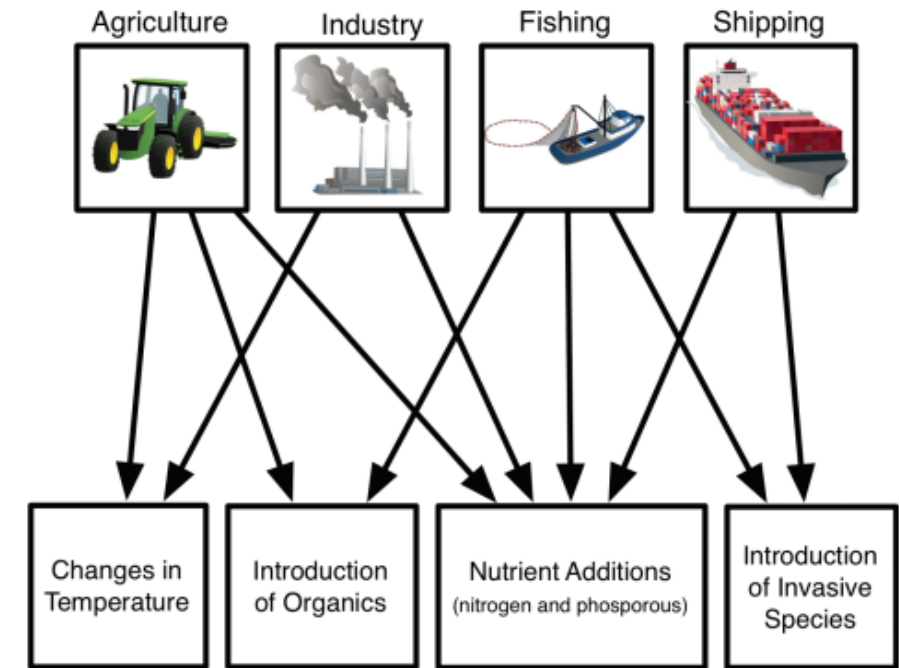 Agriculture
Industry
Fishing
Shipping
Changes in
Temperature
Introduction
of Organics
Nutrient Additions
(nitrogen and phosporous)
Introduction
of Invasive
Species